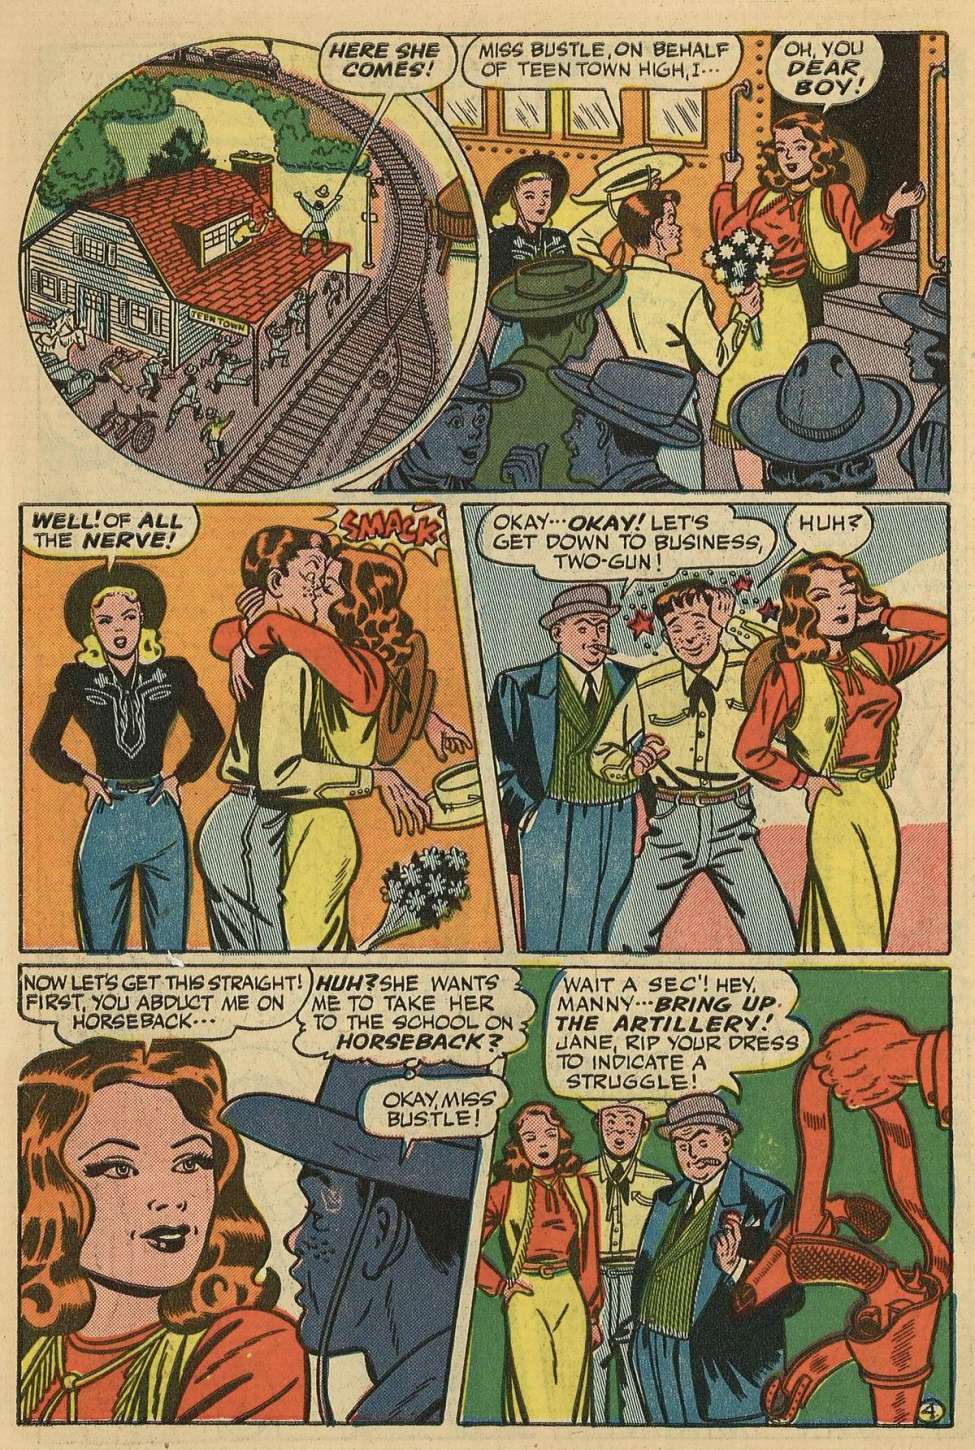 HERE SHE
COMES!
MISS BUSTLE, ON BEHALF
OF TEEN TOWN HIGH, I...
OH, YOU
DEAR
BOY!
TEEN TOWN
WELL! OF ALL
THE NERVE!
SMACK!
OKAY... OKAY! LET'S
GET DOWN TO BUSINESS,
TWO-GUN!
HUH?
NOW LET'S GET THIS STRAIGHT!
FIRST, YOU ABDUCT ME ON
HORSEBACK...
HUH? SHE WANTS
ME TO TAKE HER
TO THE SCHOOL ON
HORSEBACK?
OKAY, MISS
BUSTLE!
WAIT A SEC'! HEY,
MANNY... BRING UP
THE ARTILLERY!
JANE, RIP YOUR DRESS
TO INDICATE A
STRUGGLE!
4